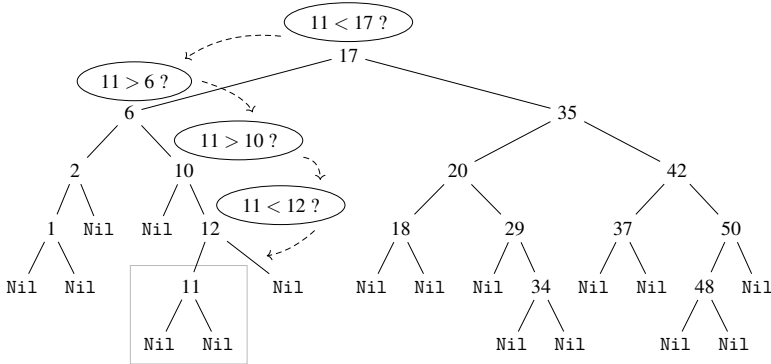 11 < 17 ?
17
11 > 6 ?
6 35
11 > 10 ?
2 10 20 42
11 < 12 ?
1 Nil Nil 12 18 29 37 50
Nil Nil 11 Nil Nil Nil Nil 34 Nil Nil 48 Nil
Nil Nil Nil Nil Nil Nil